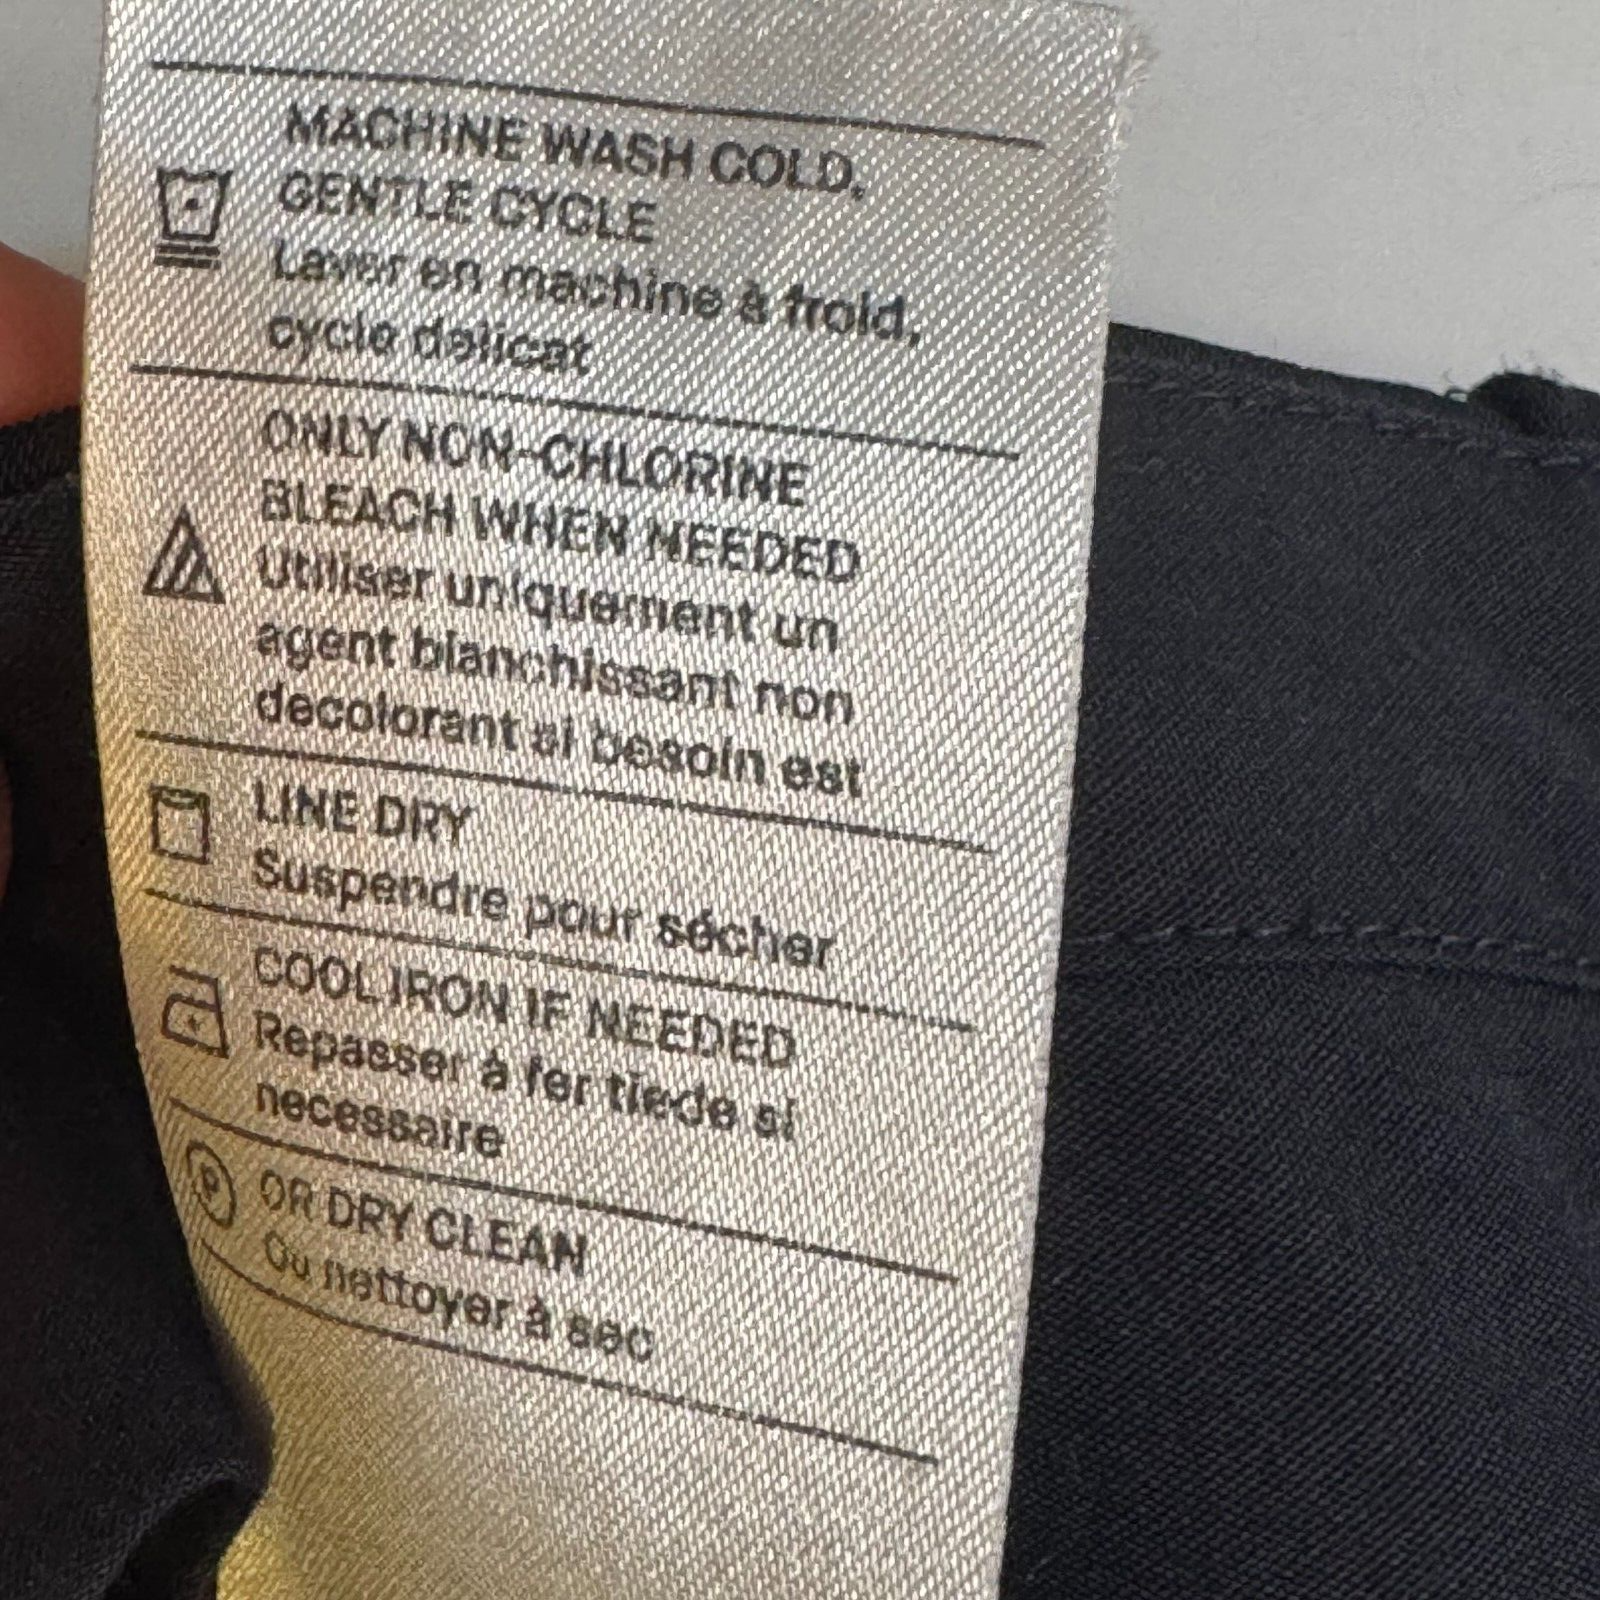 MACHINE WASH COLD,
GENTLE CYCLE
Laver en machine à froid,
cycle delicat
ONLY NON-CHLORINE
BLEACH WHEN NEEDED
Utiliser uniquement un
agent blanchissant non
decolorant si besoin est
LINE DRY
Suspendre pour sécher
COOL IRON IF NEEDED
Repasser à fer tiede si
necessaire
P
OR DRY CLEAN
Ou nettoyer à sec